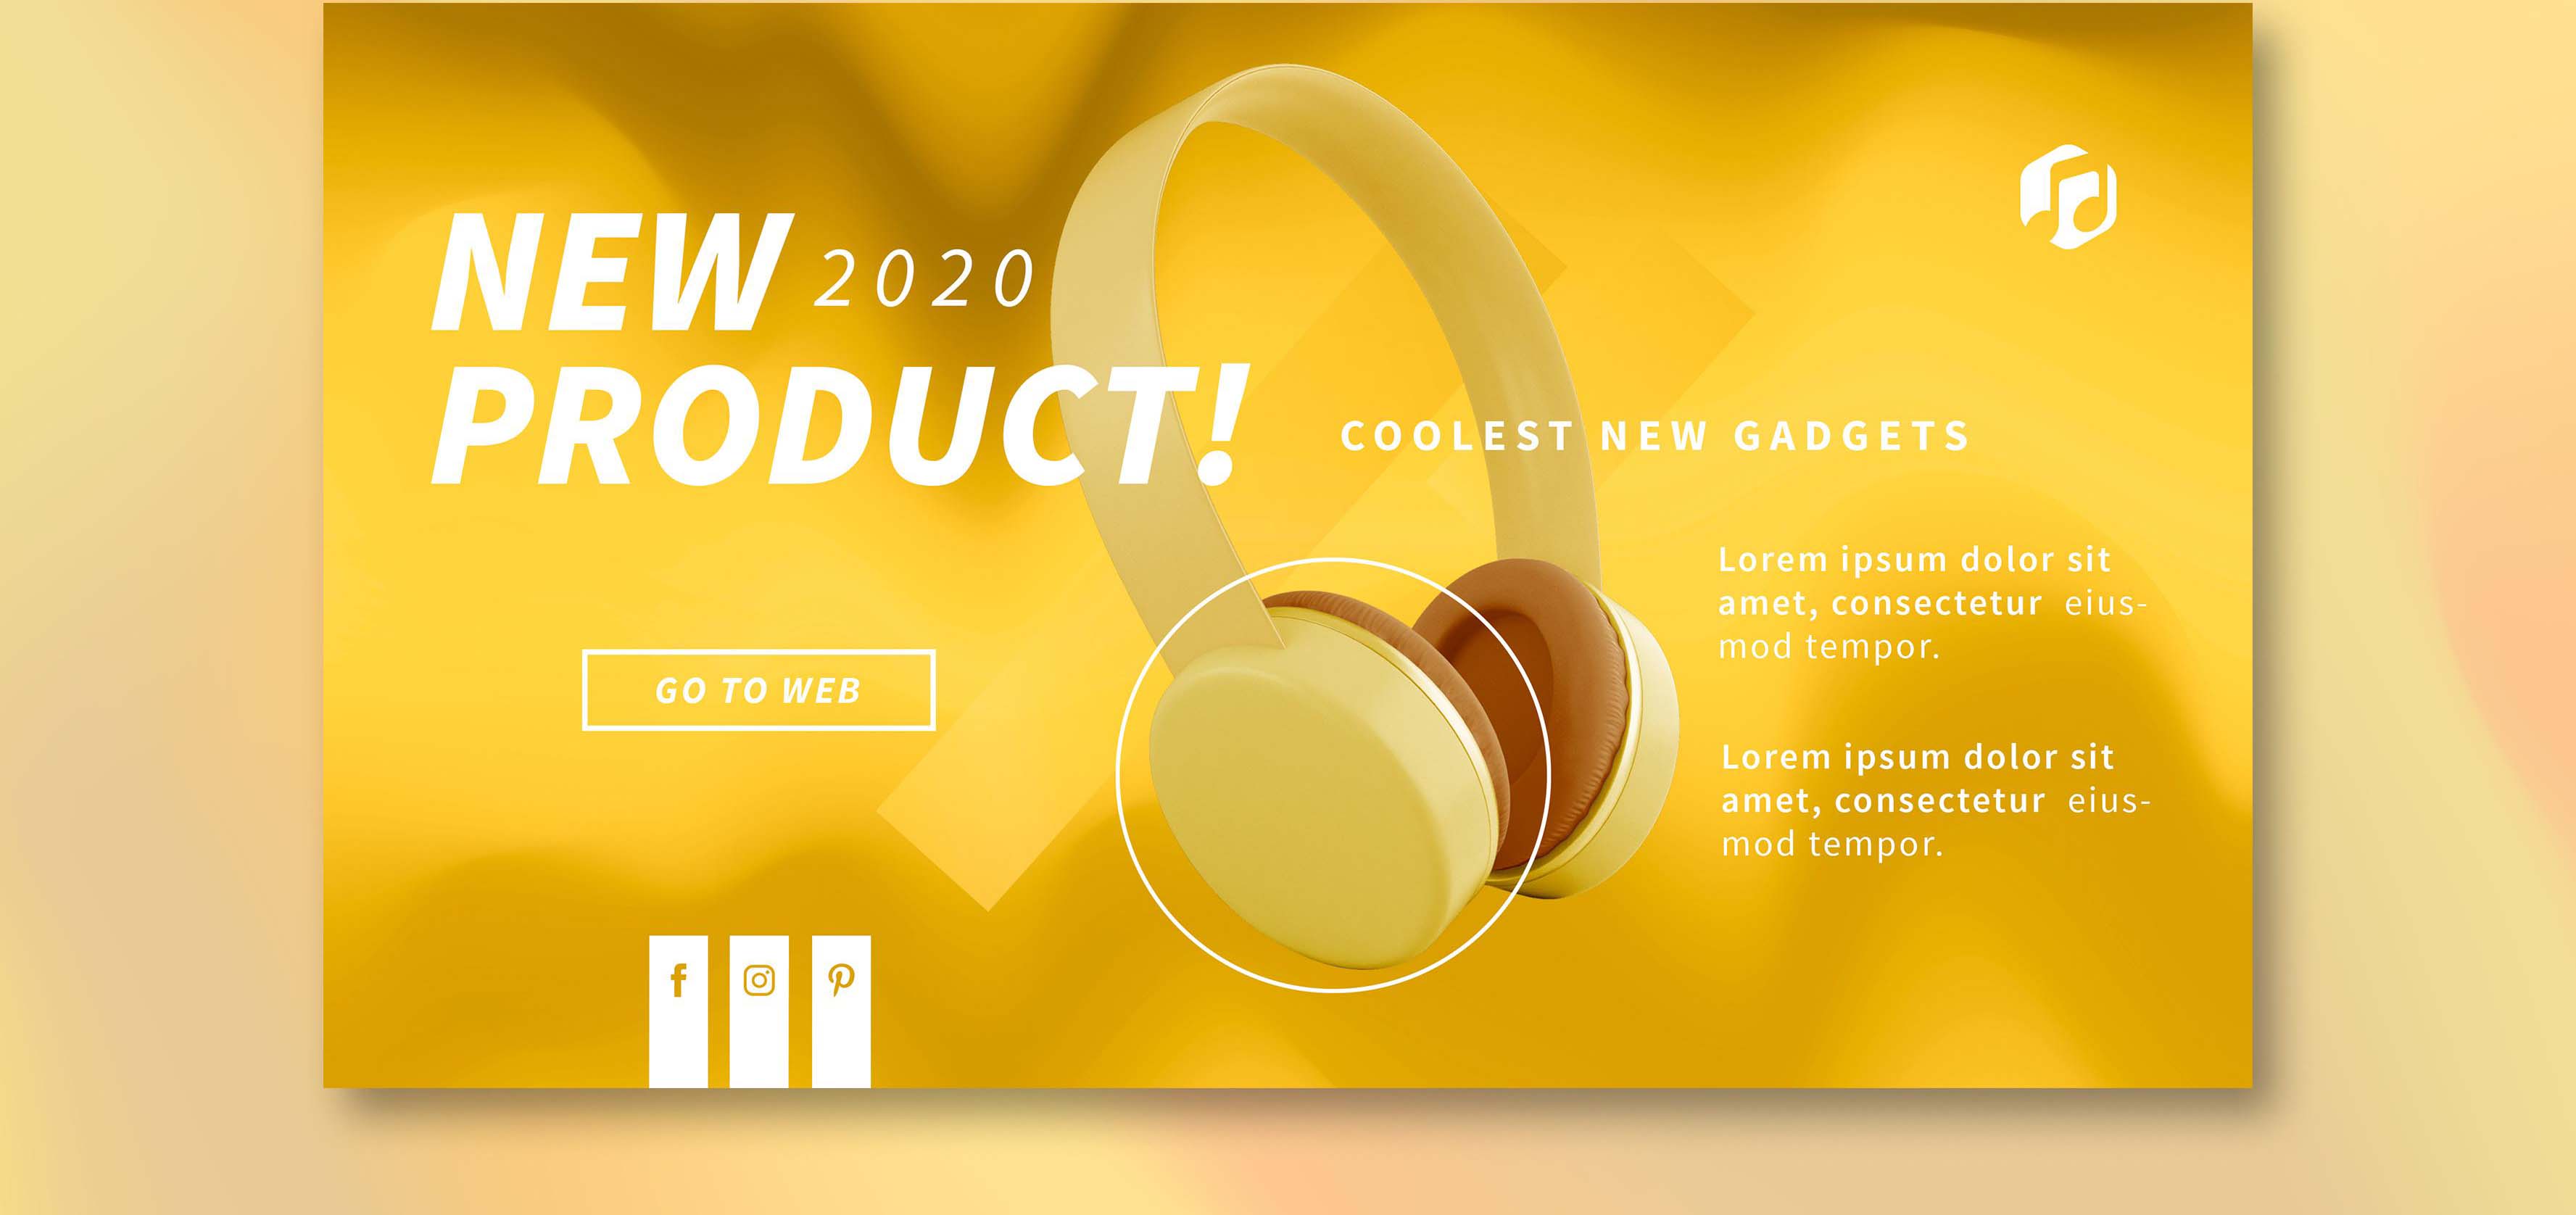 NEW 2020
PRODUCT!
COOLEST NEW GADGETS
Lorem ipsum dolor sit
amet, consectetur eius-
mod tempor.
GO TO WEB
Lorem ipsum dolor sit
amet, consectetur eius-
mod tempor.